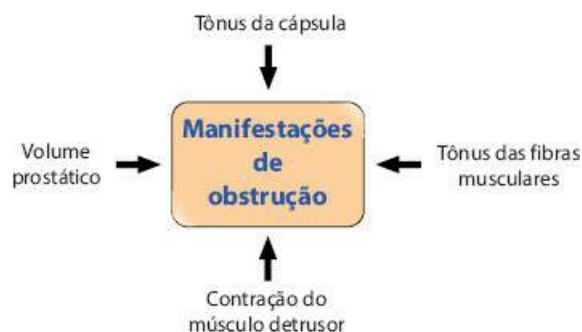 Tônus da cápsula
Manifestações
de
obstrução
Volume
prostático
Tônus das fibras
musculares
Contração do
músculo detrusor